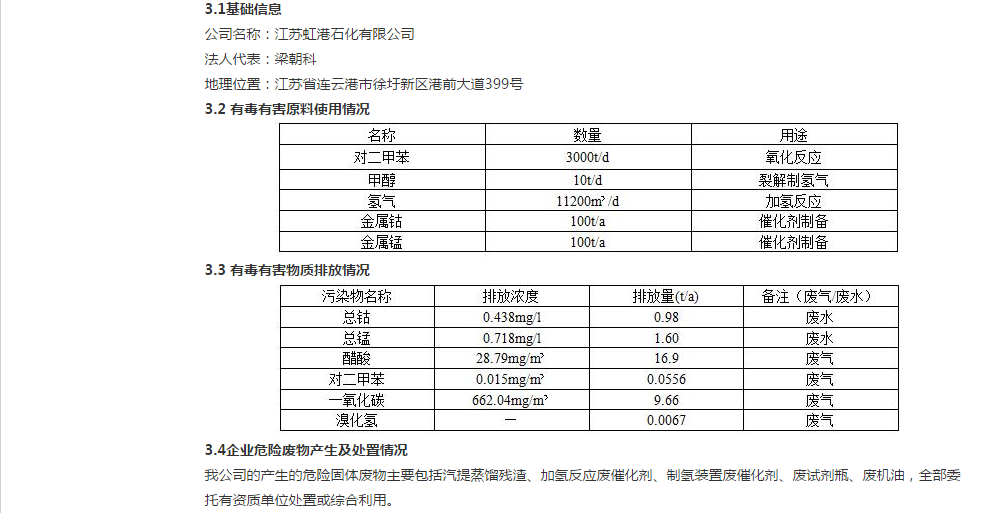 3.1基础信息
公司名称：江苏虹港石化有限公司
法人代表：梁朝科
地理位置：江苏省连云港市徐圩新区港前大道399号
3.2 有毒有害原料使用情况
名称 数量 用途
对二甲苯 3000t/d 氧化反应
甲醇 10t/d 裂解制氢气
氢气 11200m³/d 加氢反应
金属钴 100t/a 催化剂制备
金属锰 100t/a 催化剂制备
3.3 有毒有害物质排放情况
污染物名称 排放浓度 排放量(t/a) 备注（废气/废水）
总钴 0.438mg/l 0.98 废水
总锰 0.718mg/l 1.60 废水
醋酸 28.79mg/m³ 16.9 废气
对二甲苯 0.015mg/m³ 0.0556 废气
一氧化碳 662.04mg/m³ 9.66 废气
溴化氢 — 0.0067 废气
3.4企业危险废物产生及处置情况
我公司的产生的危险固体废物主要包括汽提蒸馏残渣、加氢反应废催化剂、制氢装置废催化剂、废试剂瓶、废机油，全部委
托有资质单位处置或综合利用。